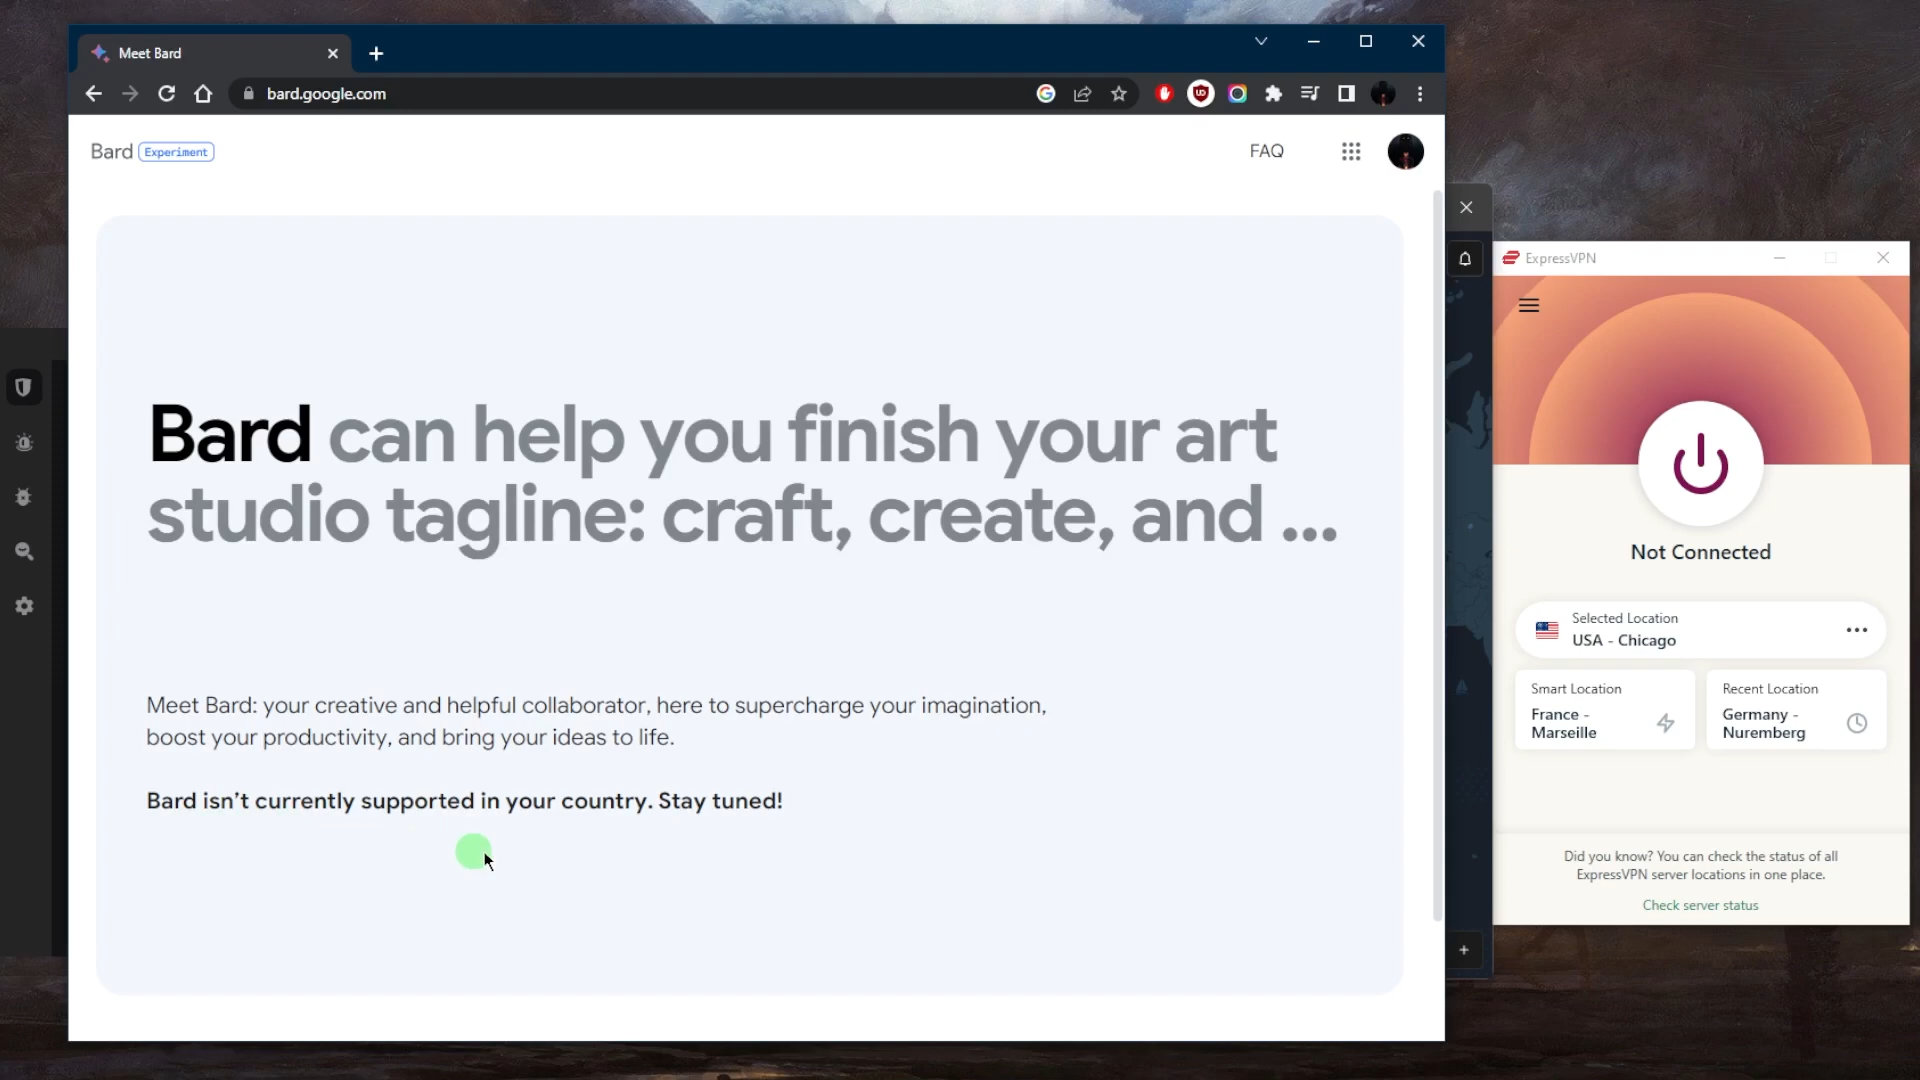 Meet Bard
bard.google.com
Bard Experiment
FAQ
Bard can help you finish your art
studio tagline: craft, create, and ...
Meet Bard: your creative and helpful collaborator, here to supercharge your imagination,
boost your productivity, and bring your ideas to life.
Bard isn’t currently supported in your country. Stay tuned!
ExpressVPN
Not Connected
Selected Location
USA - Chicago
Smart Location
France -
Marseille
Recent Location
Germany -
Nuremberg
Did you know? You can check the status of all
ExpressVPN server locations in one place.
Check server status